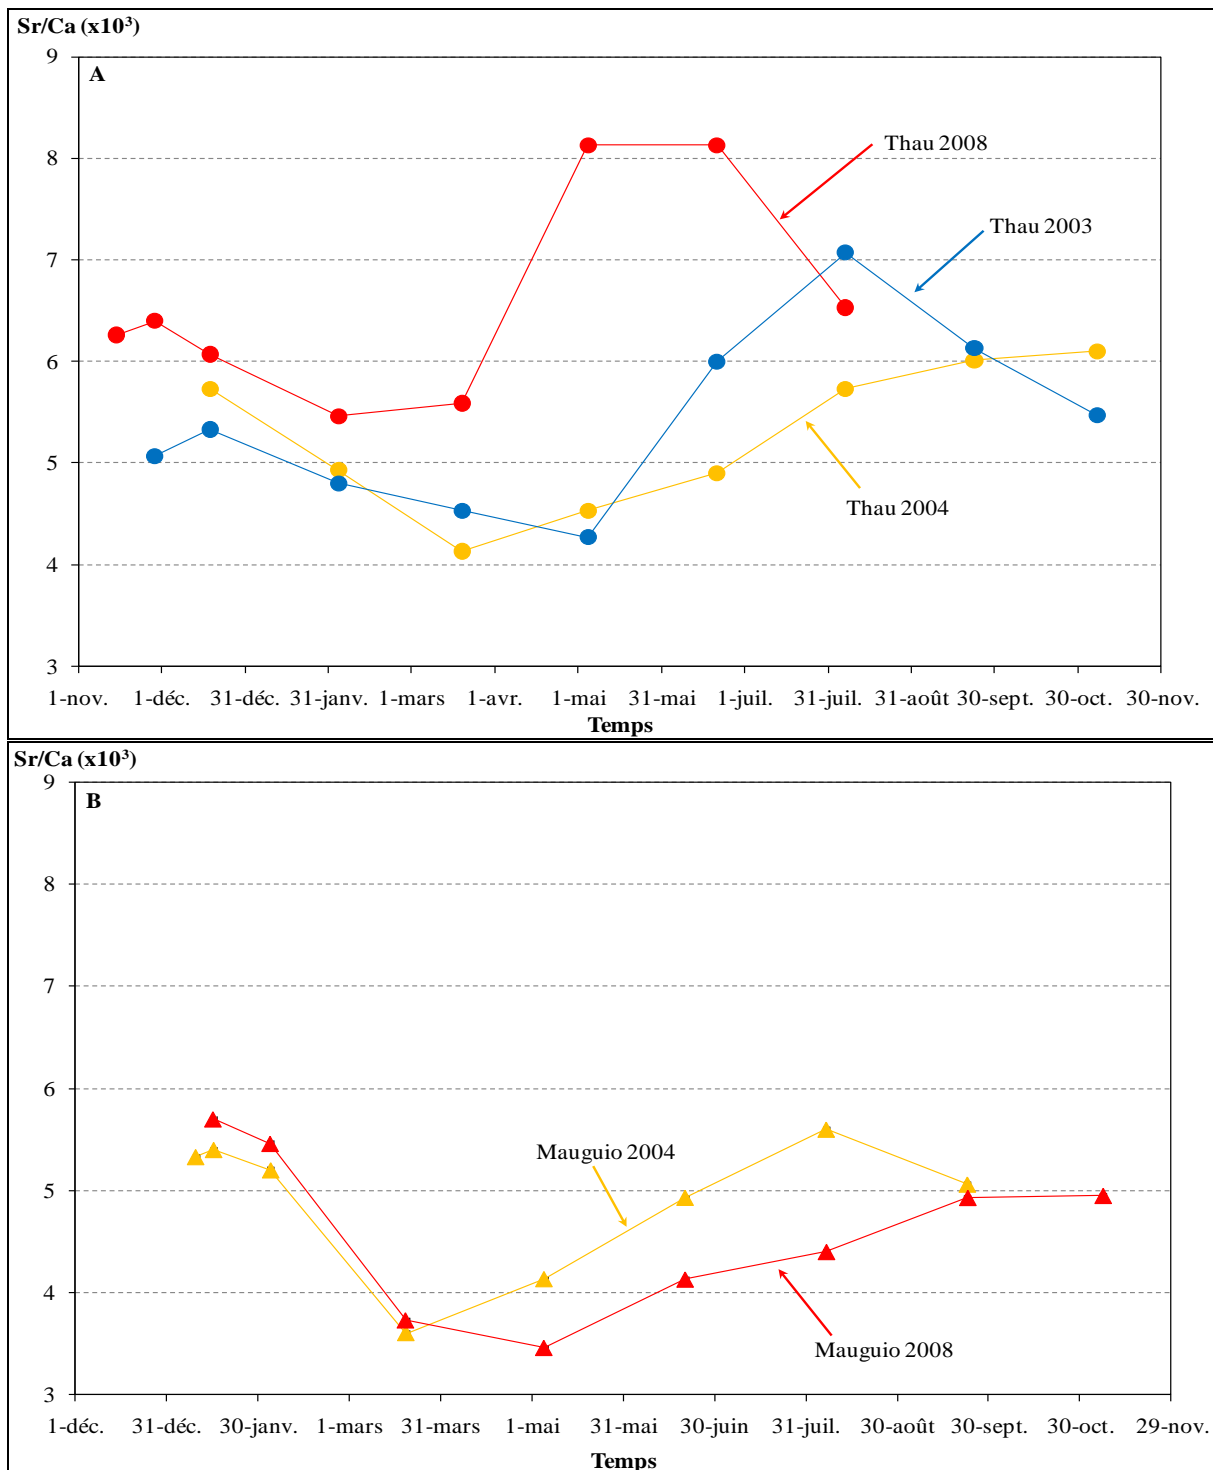 Sr/Ca (x10³)
9
A
8
Thau 2008
Thau 2003
7
6
5
Thau 2004
4
3
1-nov. 1-déc. 31-déc. 31-janv. 1-mars 1-avr. 1-mai 31-mai 1-juil. 31-juil. 31-août 30-sept. 30-oct. 30-nov.
Temps
Sr/Ca (x10³)
9
B
8
7
6
Mauguio 2004
5
4
Mauguio 2008
3
1-déc. 31-déc. 30-janv. 1-mars 31-mars 1-mai 31-mai 30-juin 31-juil. 30-août 30-sept. 30-oct. 29-nov.
Temps